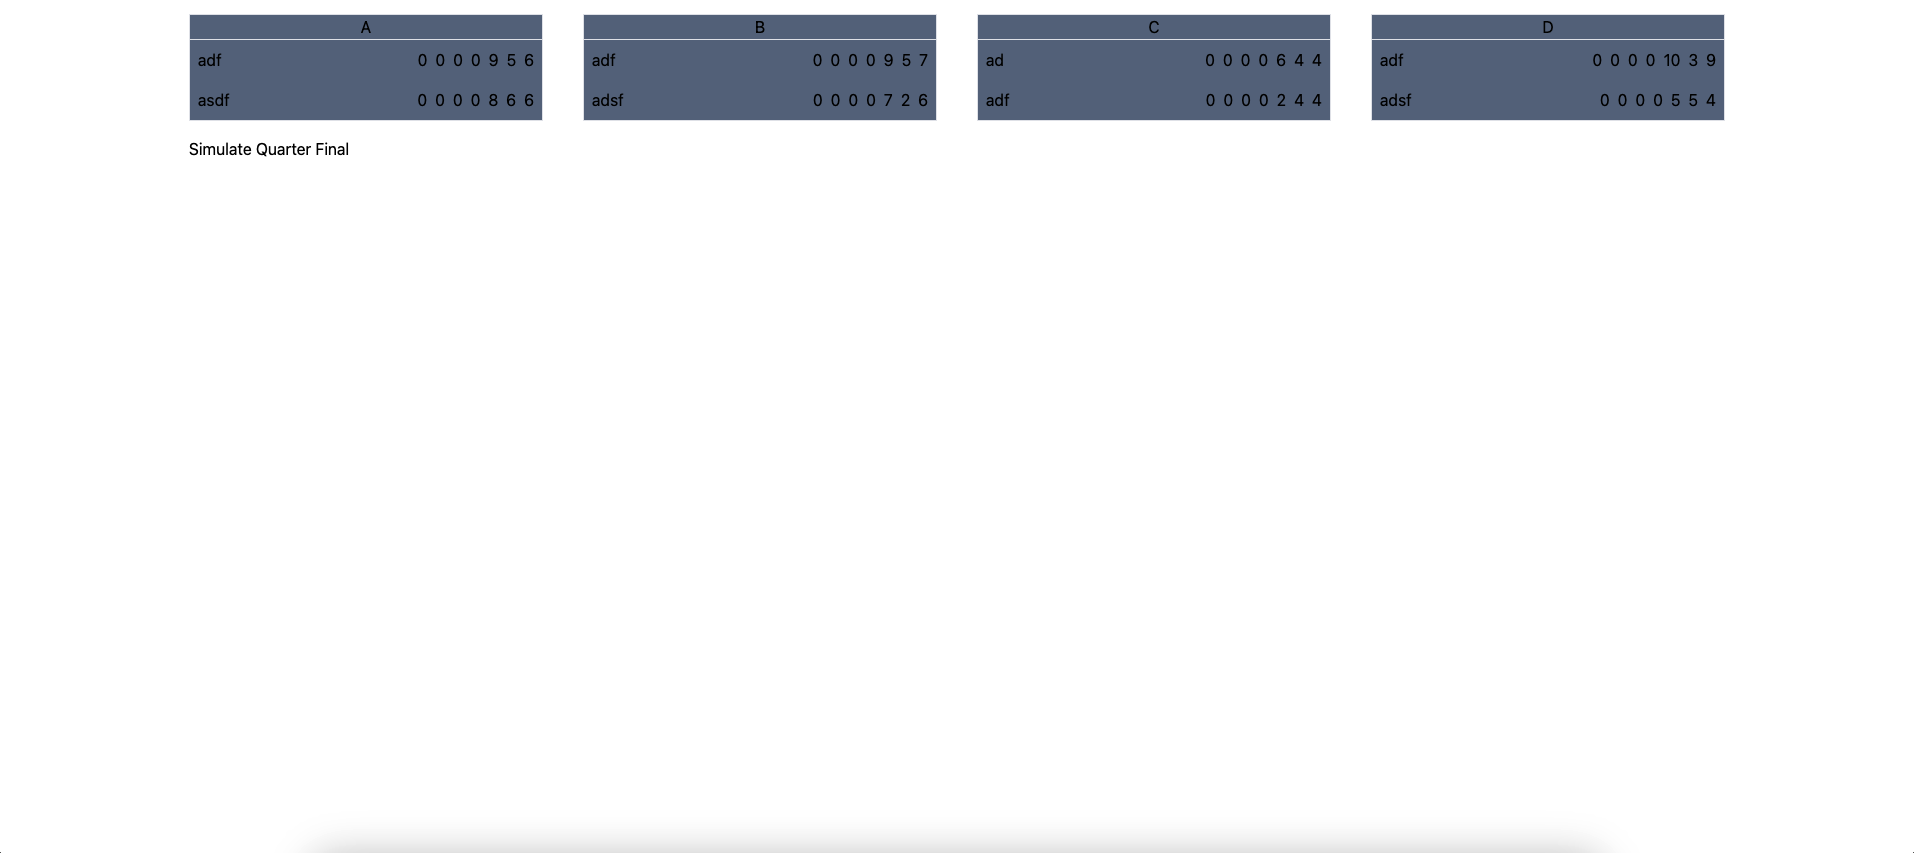 A
adf 0 0 0 0 9 5 6
asdf 0 0 0 0 8 6 6
B
adf 0 0 0 0 9 5 7
adsf 0 0 0 0 7 2 6
C
ad 0 0 0 0 6 4 4
adf 0 0 0 0 2 4 4
D
adf 0 0 0 0 10 3 9
adsf 0 0 0 0 5 5 4
Simulate Quarter Final